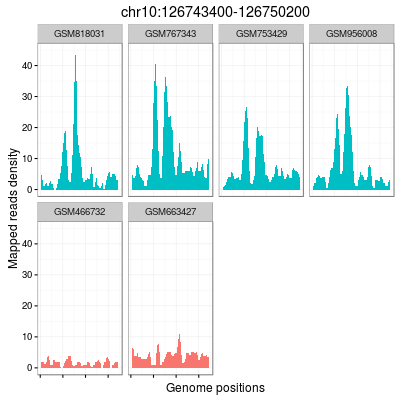 chr10:126743400-126750200
GSM818031 GSM767343 GSM753429 GSM956008
40
30
20
10
0
GSM466732 GSM663427
40
30
20
10
0
Mapped reads density
Genome positions